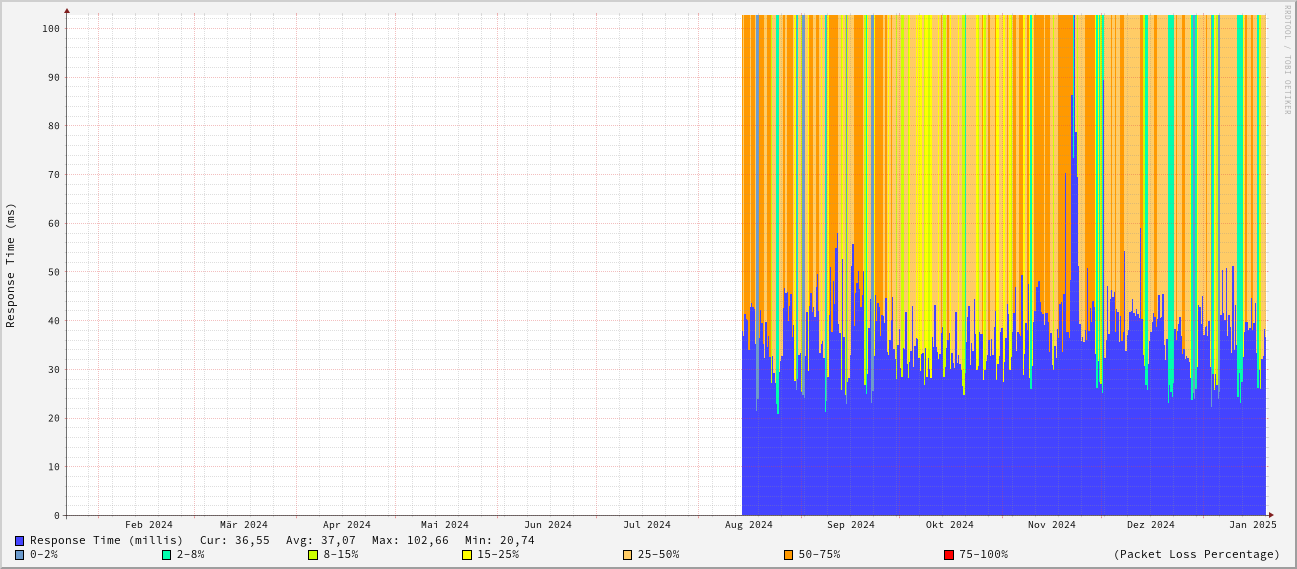 RRDTOOL / TOBI OETIKER
Response Time (ms)
100
90
80
70
60
50
40
30
20
10
0
Feb 2024 Mär 2024 Apr 2024 Mai 2024 Jun 2024 Jul 2024 Aug 2024 Sep 2024 Okt 2024 Nov 2024 Dez 2024 Jan 2025
Response Time (millis) Cur: 36,55 Avg: 37,07 Max: 102,66 Min: 20,74
0-2% 2-8% 8-15% 15-25% 25-50% 50-75% 75-100% (Packet Loss Percentage)